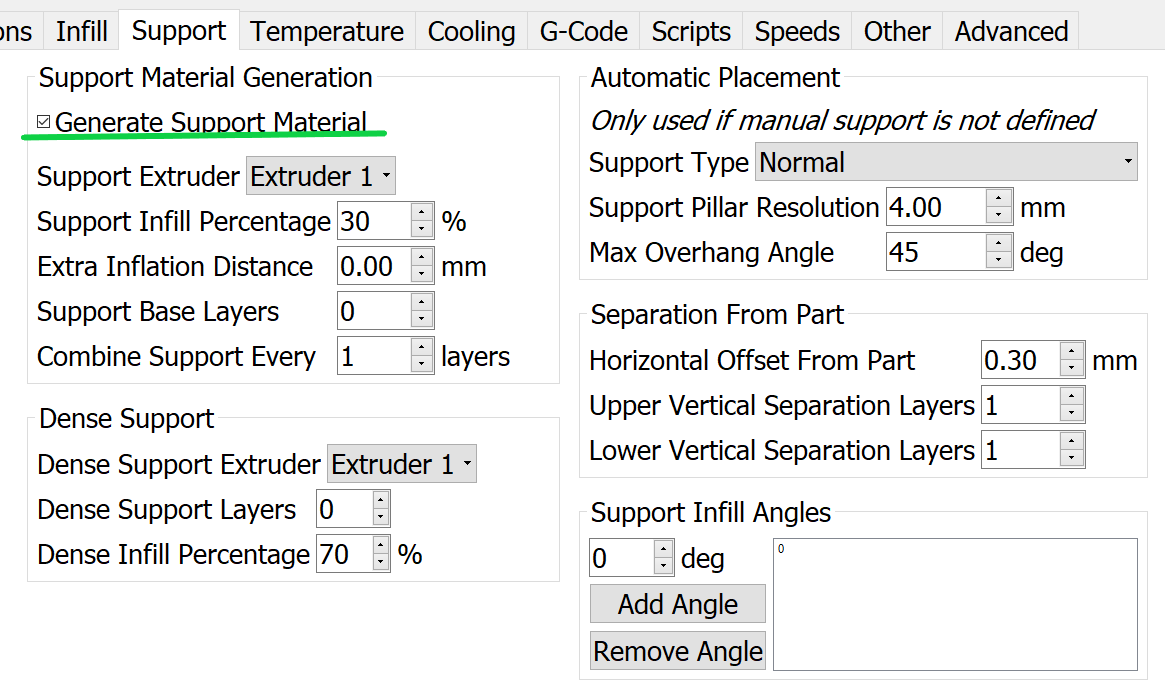 ons Infill Support Temperature Cooling G-Code Scripts Speeds Other Advanced
Support Material Generation
Generate Support Material
Support Extruder Extruder 1
Support Infill Percentage 30 %
Extra Inflation Distance 0.00 mm
Support Base Layers 0
Combine Support Every 1 layers
Dense Support
Dense Support Extruder Extruder 1
Dense Support Layers 0
Dense Infill Percentage 70 %
Automatic Placement
Only used if manual support is not defined
Support Type Normal
Support Pillar Resolution 4.00 mm
Max Overhang Angle 45 deg
Separation From Part
Horizontal Offset From Part 0.30 mm
Upper Vertical Separation Layers 1
Lower Vertical Separation Layers 1
Support Infill Angles
0 deg 0
Add Angle
Remove Angle